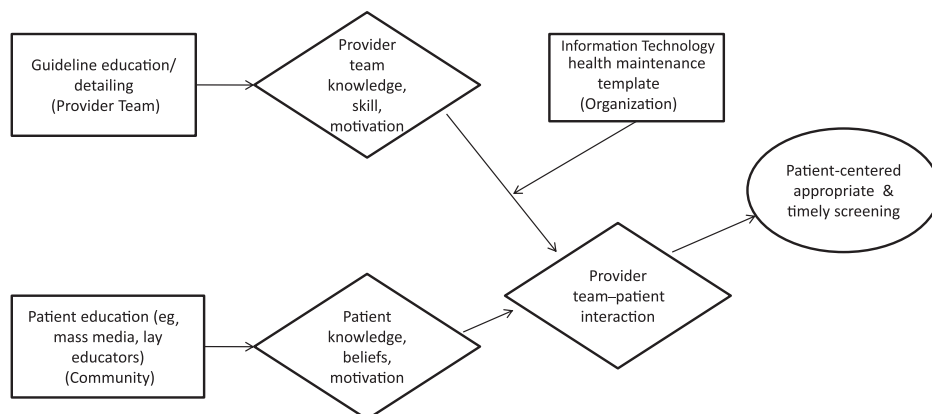 Guideline education/
detailing
(Provider Team)
Provider
team
knowledge,
skill,
motivation
Information Technology
health maintenance
template
(Organization)
Patient-centered
appropriate &
timely screening
Patient education (eg,
mass media, lay
educators)
(Community)
Patient
knowledge,
beliefs,
motivation
Provider
team–patient
interaction